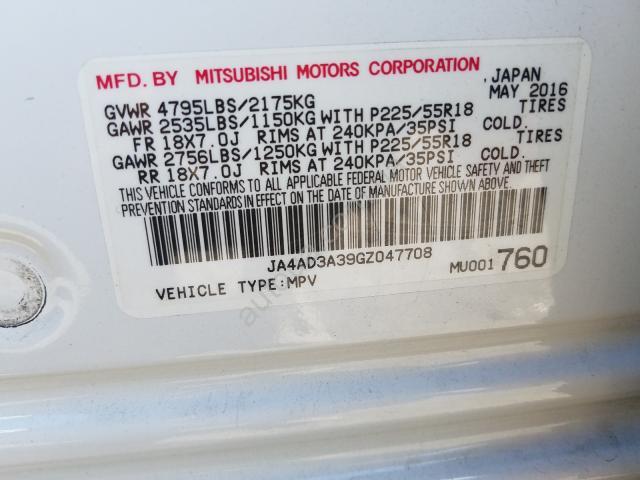 MFD. BY MITSUBISHI MOTORS CORPORATION , JAPAN
GVWR 4795LBS/2175KG MAY 2016
GAWR 2535LBS/1150KG WITH P225/55R18 TIRES
FR 18X7.0J RIMS AT 240KPA/35PSI COLD.
GAWR 2756LBS/1250KG WITH P225/55R18 TIRES
RR 18X7.0J RIMS AT 240KPA/35PSI COLD.
THIS VEHICLE CONFORMS TO ALL APPLICABLE FEDERAL MOTOR VEHICLE SAFETY AND THEFT
PREVENTION STANDARDS IN EFFECT ON THE DATE OF MANUFACTURE SHOWN ABOVE.
JA4AD3A39GZ047708
VEHICLE TYPE:MPV MU001 760